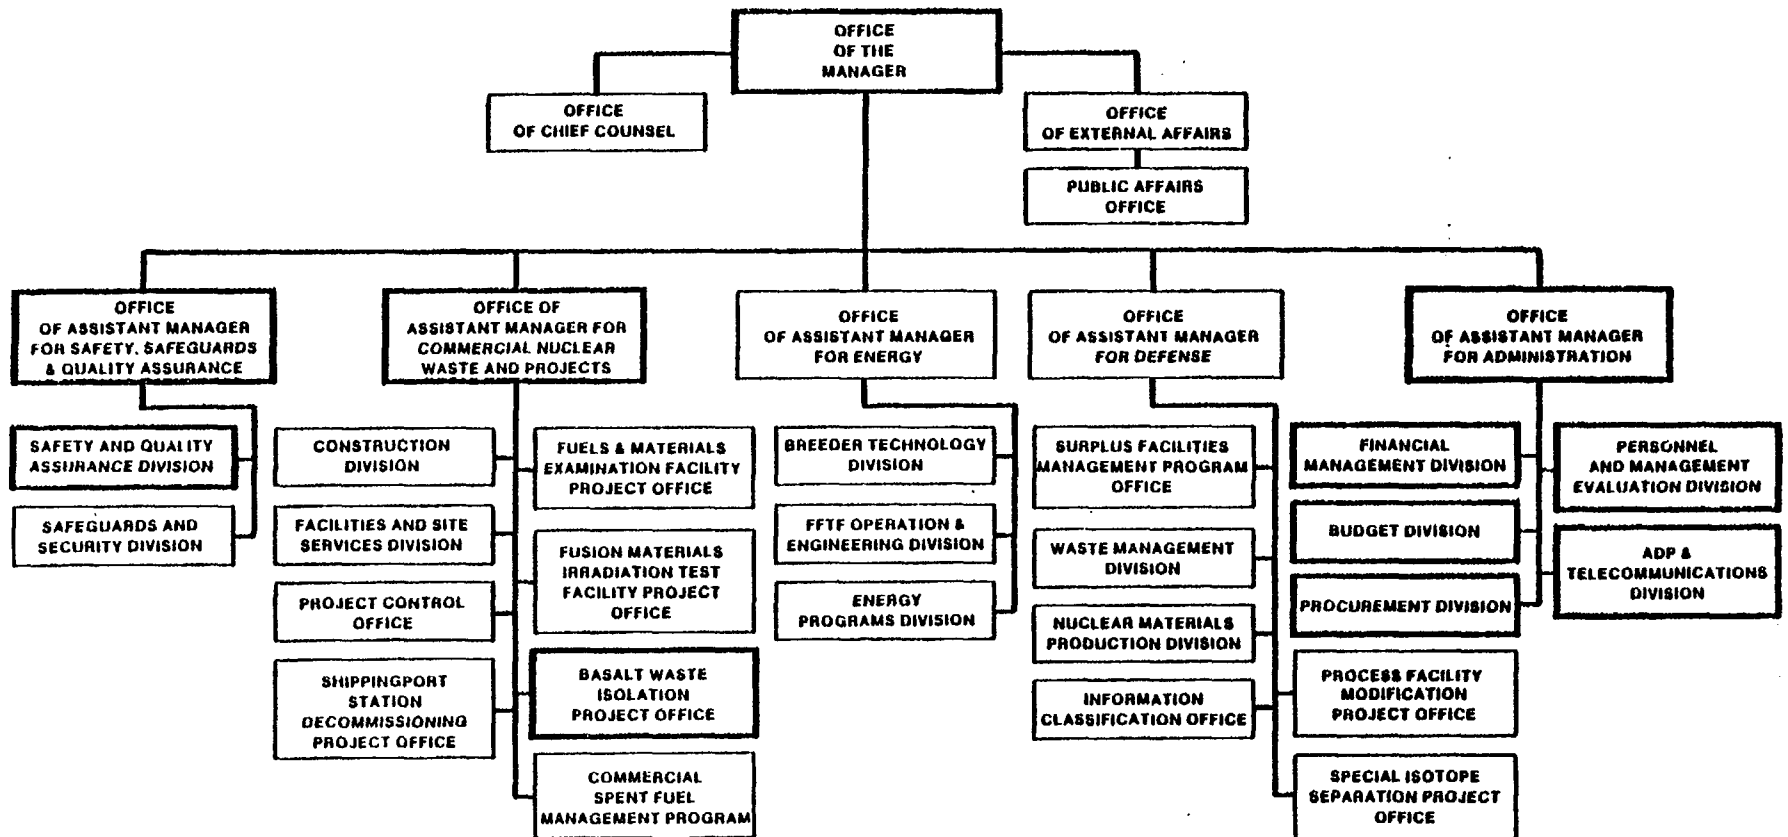 OFFICE
OF THE
MANAGER
OFFICE
OF CHIEF COUNSEL
OFFICE
OF EXTERNAL AFFAIRS
PUBLIC AFFAIRS
OFFICE
OFFICE
OF ASSISTANT MANAGER
FOR SAFETY, SAFEGUARDS
& QUALITY ASSURANCE
OFFICE OF
ASSISTANT MANAGER FOR
COMMERCIAL NUCLEAR
WASTE AND PROJECTS
OFFICE
OF ASSISTANT MANAGER
FOR ENERGY
OFFICE
OF ASSISTANT MANAGER
FOR DEFENSE
OFFICE
OF ASSISTANT MANAGER
FOR ADMINISTRATION
SAFETY AND QUALITY
ASSURANCE DIVISION
SAFEGUARDS AND
SECURITY DIVISION
CONSTRUCTION
DIVISION
FACILITIES AND SITE
SERVICES DIVISION
PROJECT CONTROL
OFFICE
SHIPPINGPORT
STATION
DECOMMISSIONING
PROJECT OFFICE
FUELS & MATERIALS
EXAMINATION FACILITY
PROJECT OFFICE
FUSION MATERIALS
IRRADIATION TEST
FACILITY PROJECT
OFFICE
BASALT WASTE
ISOLATION
PROJECT OFFICE
COMMERCIAL
SPENT FUEL
MANAGEMENT PROGRAM
BREEDER TECHNOLOGY
DIVISION
FFTF OPERATION &
ENGINEERING DIVISION
ENERGY
PROGRAMS DIVISION
SURPLUS FACILITIES
MANAGEMENT PROGRAM
OFFICE
WASTE MANAGEMENT
DIVISION
NUCLEAR MATERIALS
PRODUCTION DIVISION
INFORMATION
CLASSIFICATION OFFICE
PROCESS FACILITY
MODIFICATION
PROJECT OFFICE
SPECIAL ISOTOPE
SEPARATION PROJECT
OFFICE
FINANCIAL
MANAGEMENT DIVISION
BUDGET DIVISION
PROCUREMENT DIVISION
PERSONNEL
AND MANAGEMENT
EVALUATION DIVISION
ADP &
TELECOMMUNICATIONS
DIVISION